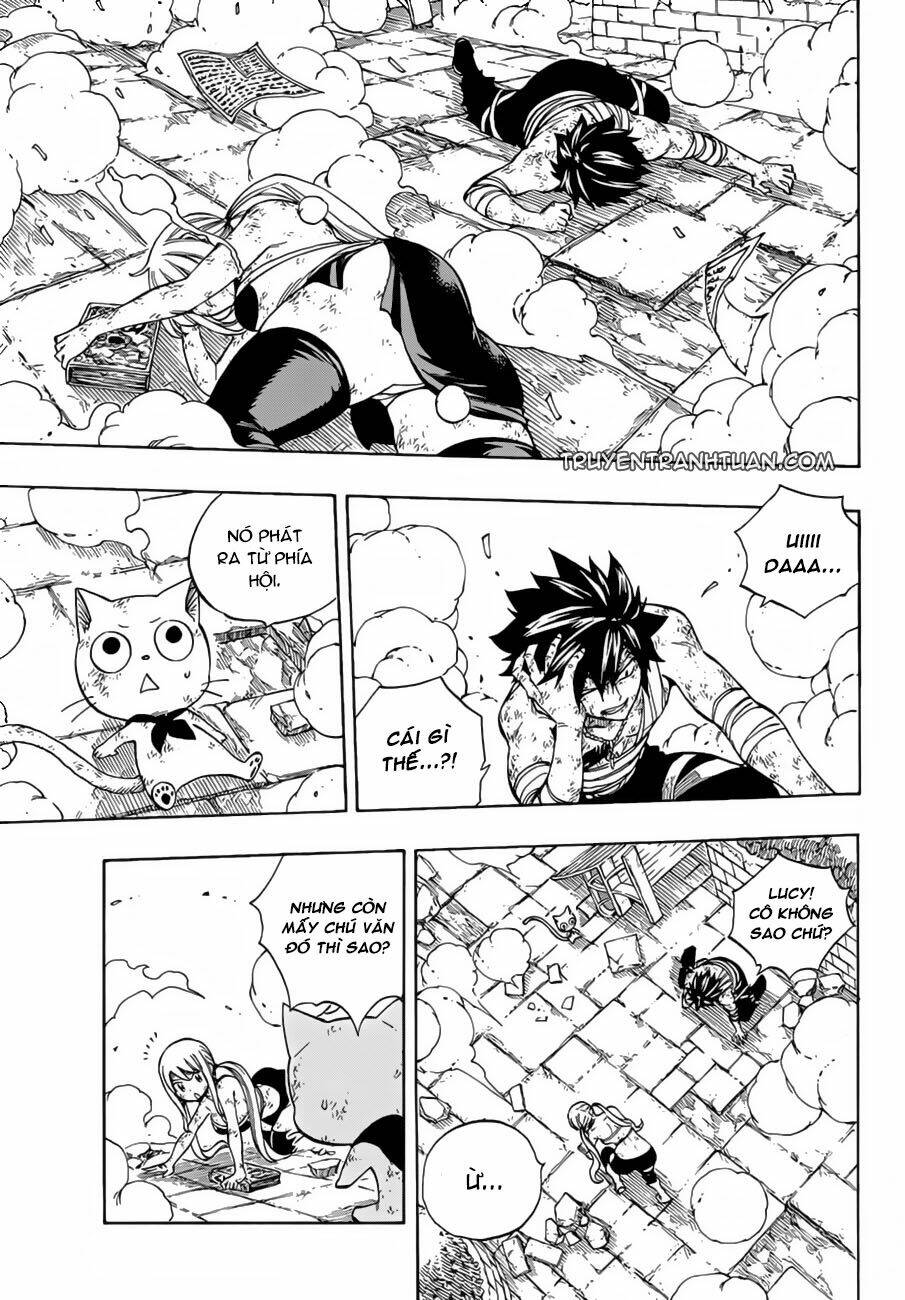 TRUYENTRANHTUAN.COM
UIIII
DAAA...
CÁI GÌ
THẾ...?!
NÓ PHÁT
RA TỪ PHÍA
HỘI.
LUCY!
CÔ KHÔNG
SAO CHỨ?
Ừ...
NHƯNG CÒN
MẤY CHÚ VĂN
ĐÓ THÌ SAO?